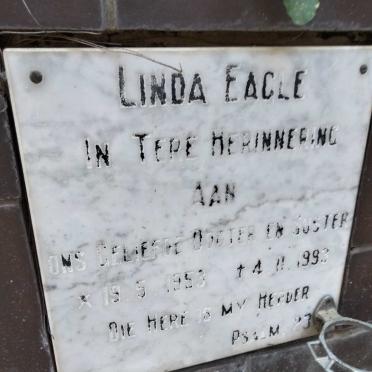 LINDA EAGLE
IN TERE HERINNERING
AAN
ONS GELIEFDE DOGTER EN SUSTER
* 19.5.1953 † 4.11.1993
DIE HERE IS MY HERDER
PSALM 23